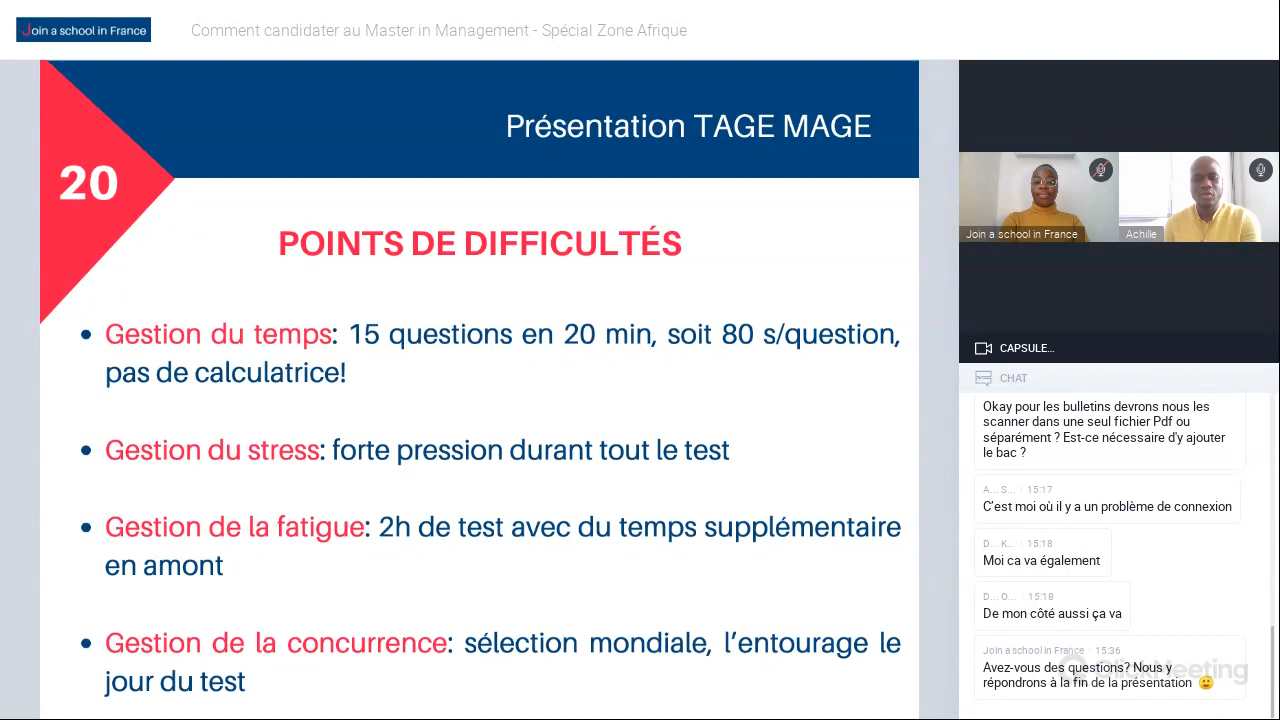 Join a school in France
Comment candidater au Master in Management - Spécial Zone Afrique
Présentation TAGE MAGE
20
POINTS DE DIFFICULTÉS
• Gestion du temps: 15 questions en 20 min, soit 80 s/question,
pas de calculatrice!
• Gestion du stress: forte pression durant tout le test
• Gestion de la fatigue: 2h de test avec du temps supplémentaire
en amont
• Gestion de la concurrence: sélection mondiale, l’entourage le
jour du test
Join a school in France
Achille
CAPSULE...
CHAT
Okay pour les bulletins devrons nous les
scanner dans une seul fichier Pdf ou
séparément ? Est-ce nécessaire d'y ajouter
le bac ?
A... S... 15:17
C'est moi où il y a un problème de connexion
D... K... 15:18
Moi ca va également
D... O... 15:18
De mon côté aussi ça va
Join a school in France 15:36
Avez-vous des questions? Nous y
répondrons à la fin de la présentation 🙂
ClickMeeting